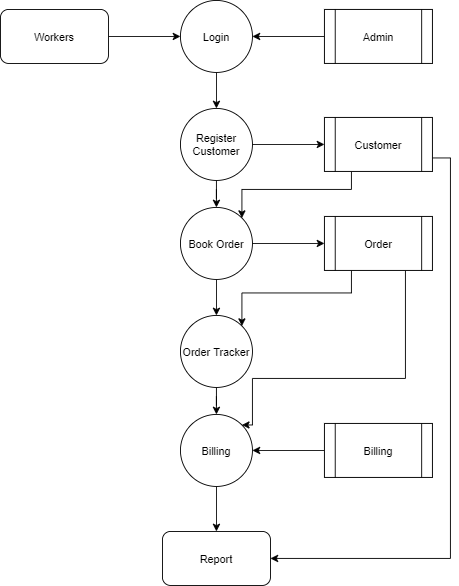 Workers
Login
Admin
Register
Customer
Customer
Book Order
Order
Order Tracker
Billing
Billing
Report